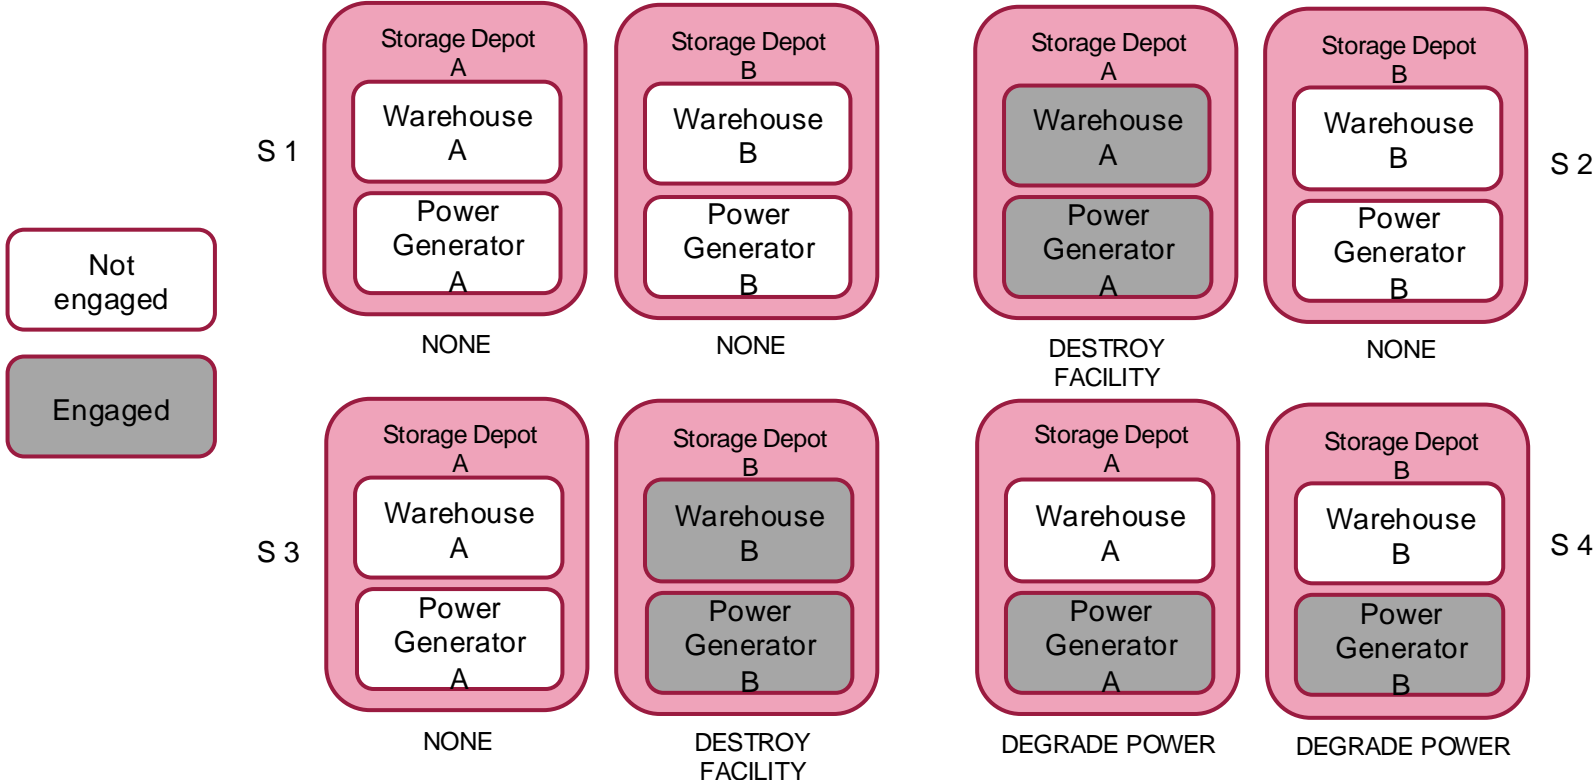 Not
engaged
Engaged
S 1
Storage Depot
A
Warehouse
A
Power
Generator
A
NONE
Storage Depot
B
Warehouse
B
Power
Generator
B
NONE
Storage Depot
A
Warehouse
A
Power
Generator
A
DESTROY
FACILITY
Storage Depot
B
Warehouse
B
Power
Generator
B
NONE
S 2
S 3
Storage Depot
A
Warehouse
A
Power
Generator
A
NONE
Storage Depot
B
Warehouse
B
Power
Generator
B
DESTROY
FACILITY
Storage Depot
A
Warehouse
A
Power
Generator
A
DEGRADE POWER
Storage Depot
B
Warehouse
B
Power
Generator
B
DEGRADE POWER
S 4